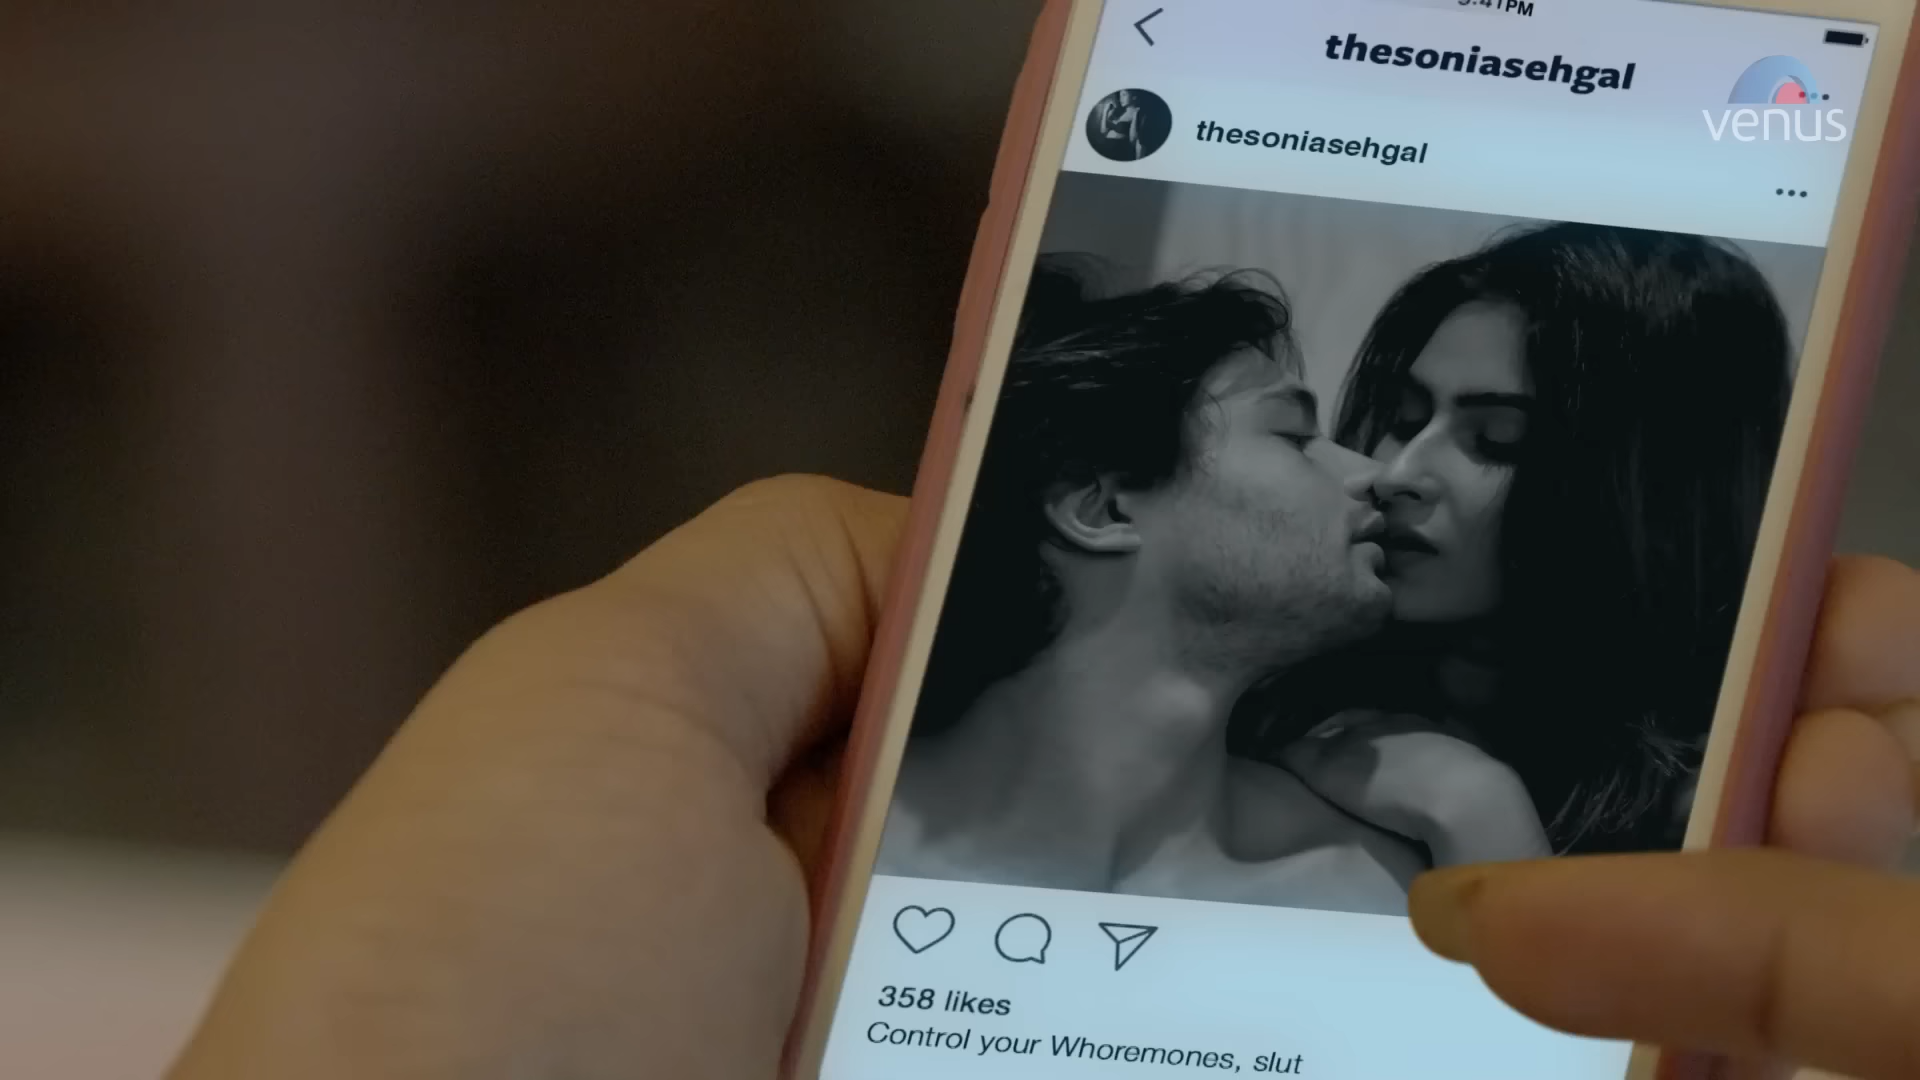 thesoniasehgal
venus
thesoniasehgal
358 likes
Control your Whoremones, slut